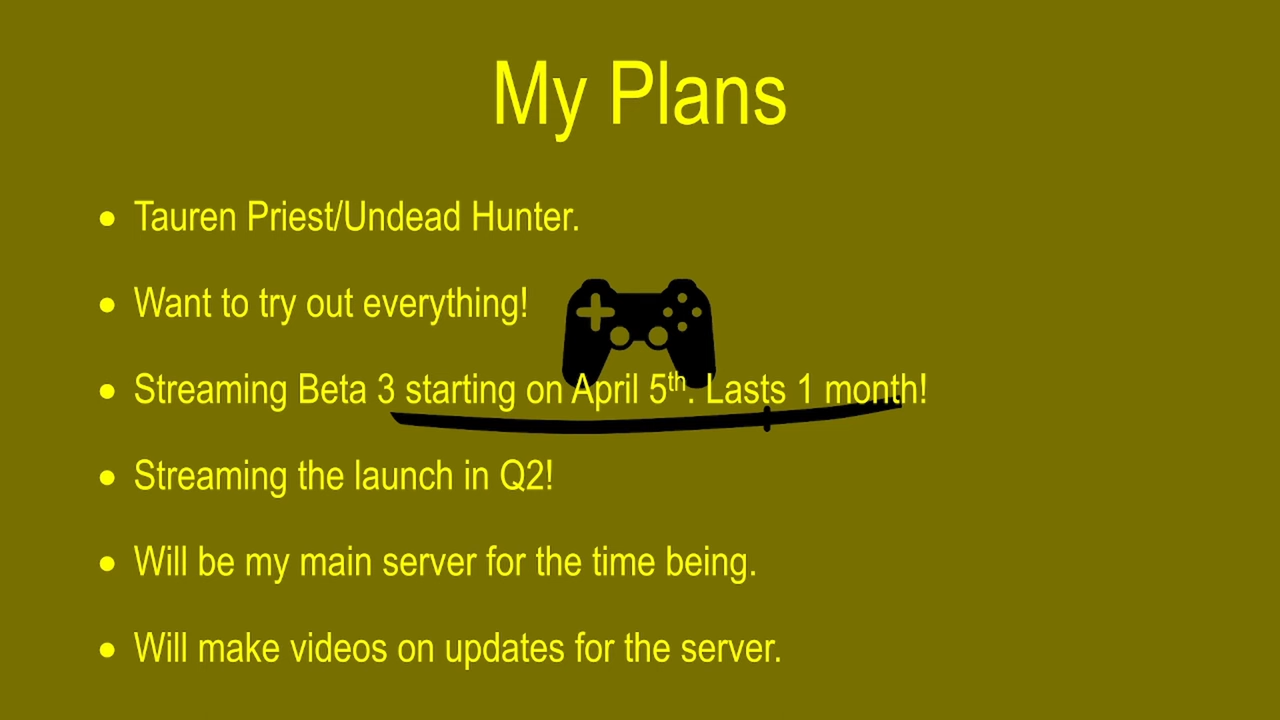 My Plans
• Tauren Priest/Undead Hunter.
• Want to try out everything!
• Streaming Beta 3 starting on April 5th. Lasts 1 month!
• Streaming the launch in Q2!
• Will be my main server for the time being.
• Will make videos on updates for the server.